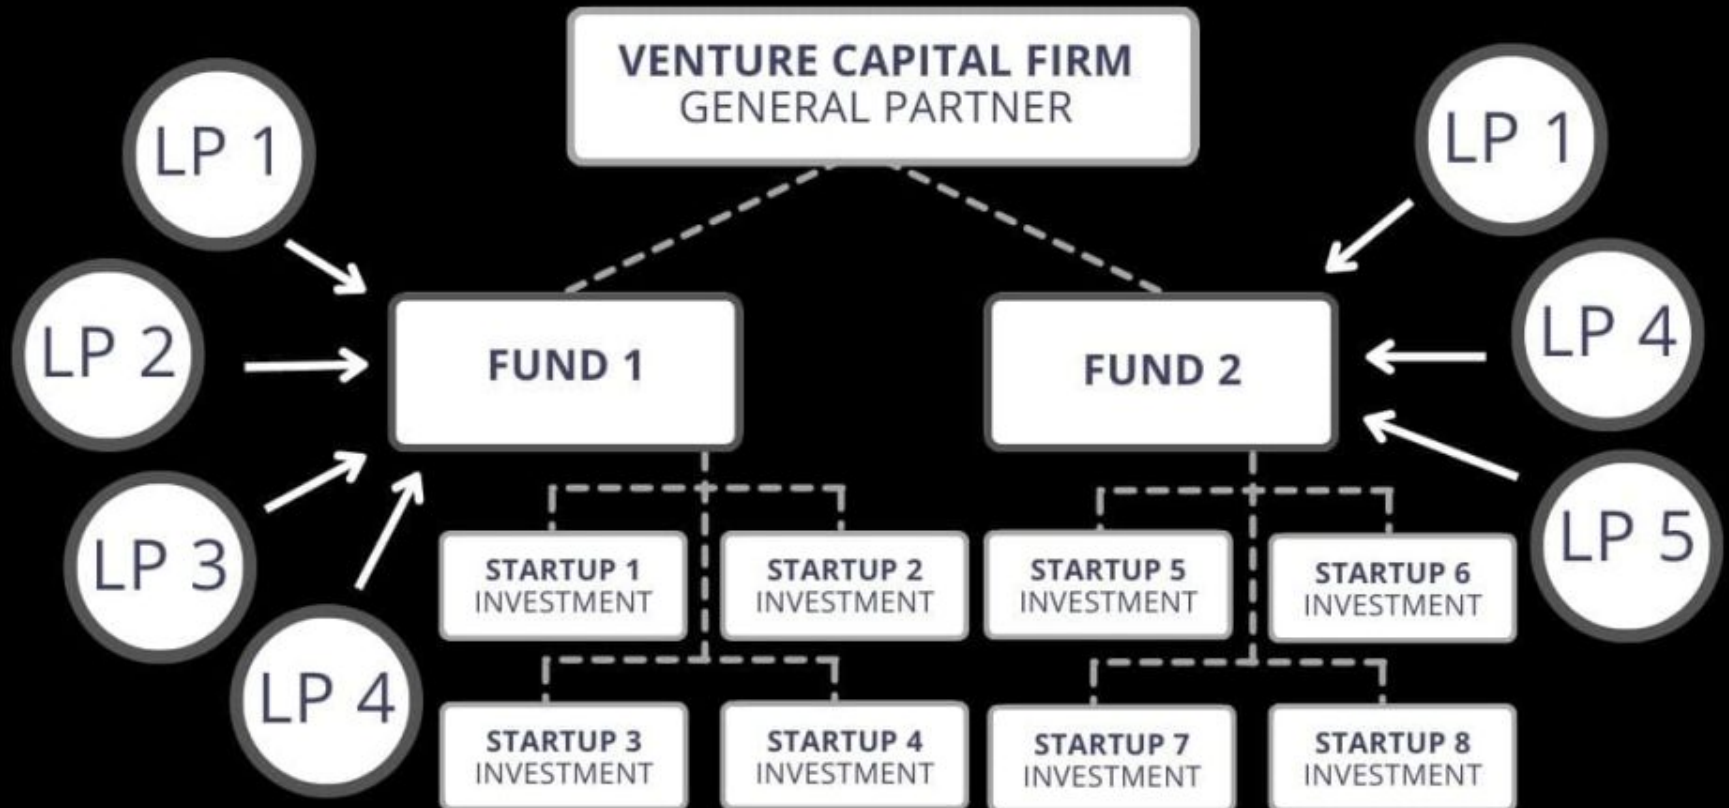 VENTURE CAPITAL FIRM
GENERAL PARTNER
LP 1
LP 1
LP 2
LP 4
FUND 1
FUND 2
LP 3
LP 5
LP 4
STARTUP 1
INVESTMENT
STARTUP 2
INVESTMENT
STARTUP 5
INVESTMENT
STARTUP 6
INVESTMENT
STARTUP 3
INVESTMENT
STARTUP 4
INVESTMENT
STARTUP 7
INVESTMENT
STARTUP 8
INVESTMENT